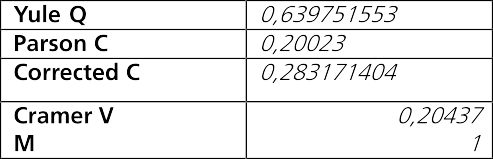 Yule Q 0,639751553
Parson C 0,20023
Corrected C 0,283171404
Cramer V 0,20437
M 1